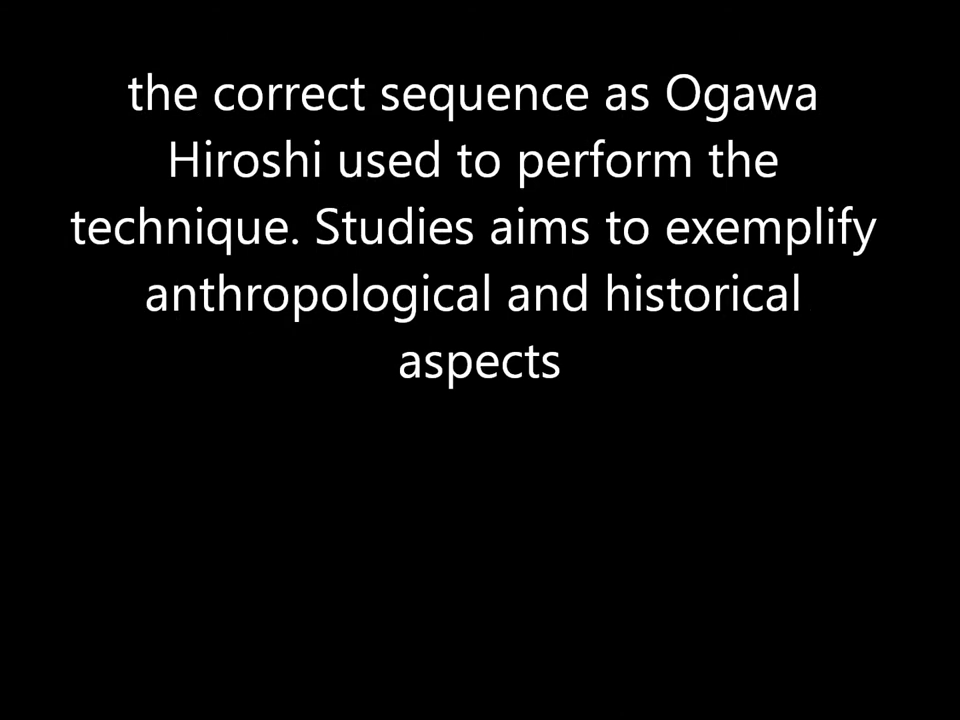 the correct sequence as Ogawa
Hiroshi used to perform the
technique. Studies aims to exemplify
anthropological and historical
aspects